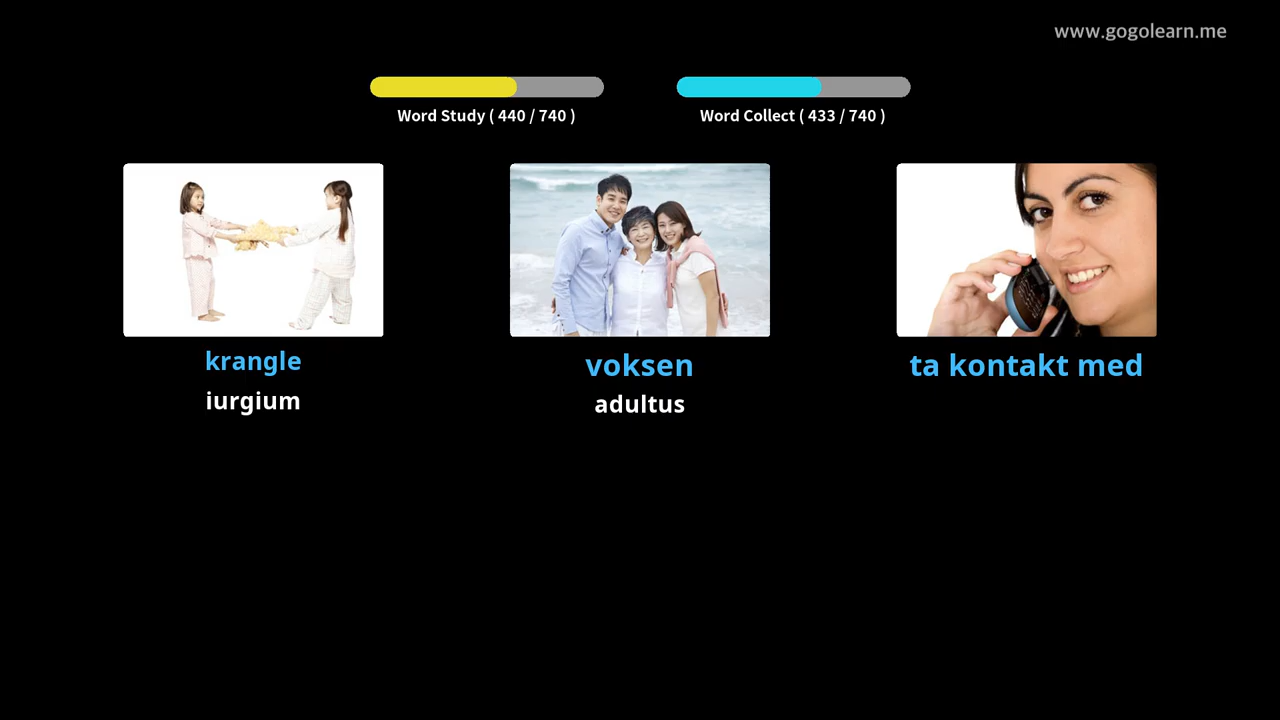 www.gogolearn.me
Word Study ( 440 / 740 )
Word Collect ( 433 / 740 )
krangle
iurgium
voksen
adultus
ta kontakt med